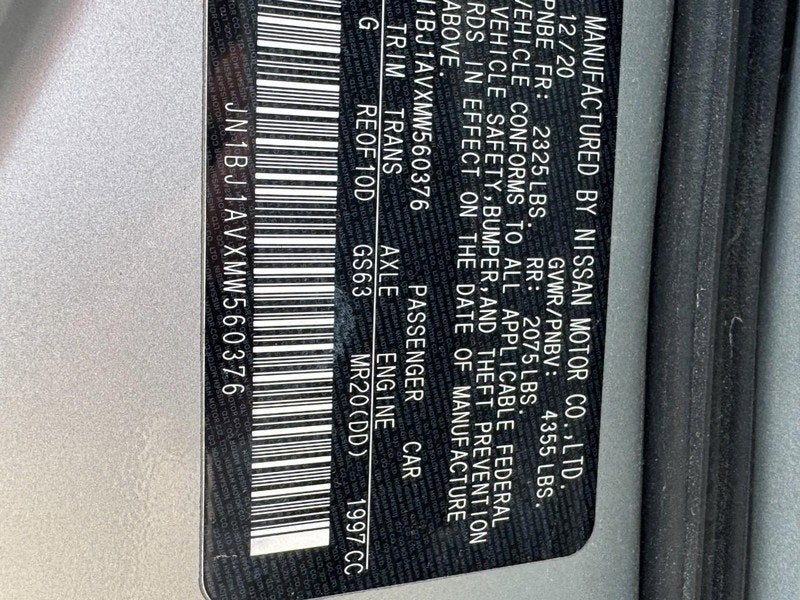 MANUFACTURED BY NISSAN MOTOR CO.,LTD.
12/20 GVWR/PNBV: 4355 LBS.
PNBE FR: 2325 LBS. RR: 2075 LBS.
VEHICLE CONFORMS TO ALL APPLICABLE FEDERAL
VEHICLE SAFETY,BUMPER,AND THEFT PREVENTION
RDS IN EFFECT ON THE DATE OF MANUFACTURE
ABOVE.
1BJ1AVXMW560376 PASSENGER CAR
TRIM TRANS AXLE ENGINE
G RE0F10D GS63 MR20(DD) 1997CC
JN1BJ1AVXMW560376